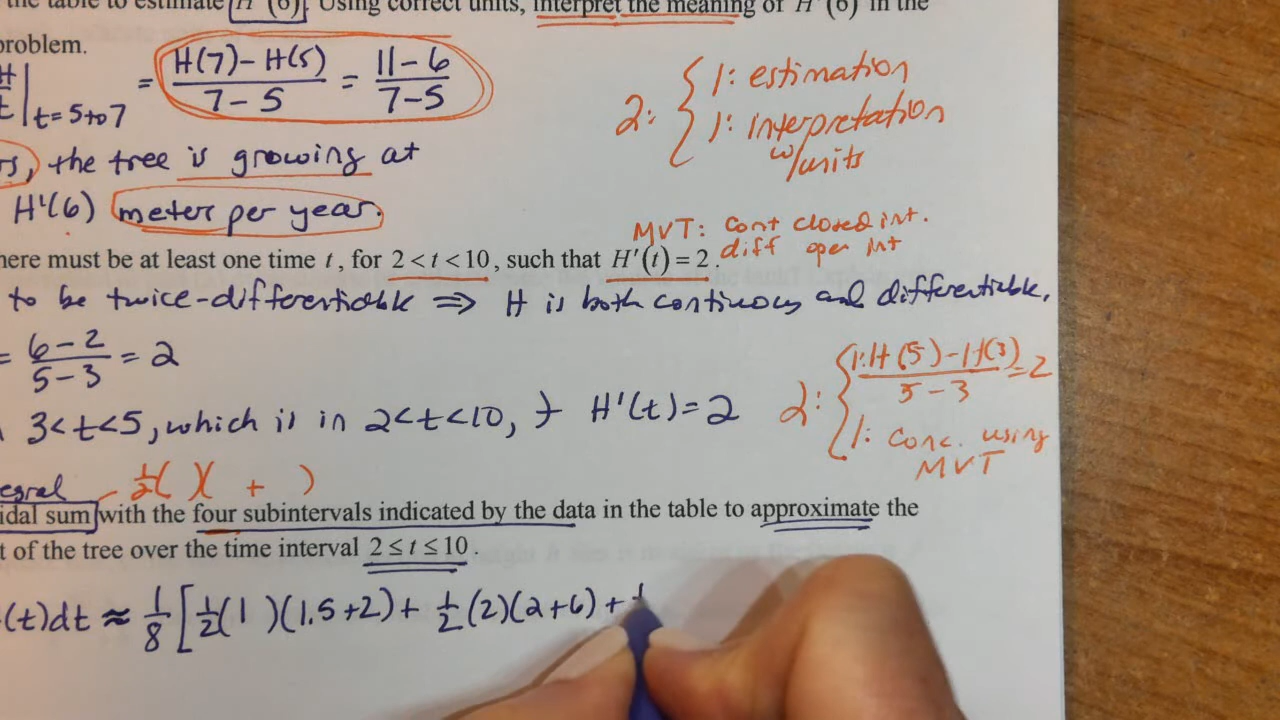 the table to estimate H'(6). Using correct units, interpret the meaning of H'(6) in the
problem.
t=5 to 7 = H(7)-H(5) / 7-5 = 11-6 / 7-5
2: { 1: estimation
1: interpretation w/units
the tree is growing at
H'(6) meter per year.
MVT: Cont closed int.
diff open int
there must be at least one time t, for 2 < t < 10, such that H'(t) = 2.
to be twice-differentiable ⇒ H is both continuous and differentiable.
= 6-2 / 5-3 = 2
3<t<5, which is in 2<t<10, ∃ H'(t)=2
2: { 1: H(5)-H(3) / 5-3 = 2
1: Conc. using
MVT
1/2( )( + )
idal sum with the four subintervals indicated by the data in the table to approximate the
t of the tree over the time interval 2 ≤ t ≤ 10.
(t)dt ≈ 1/8 [ 1/2(1 )(1.5+2) + 1/2(2)(2+6) +